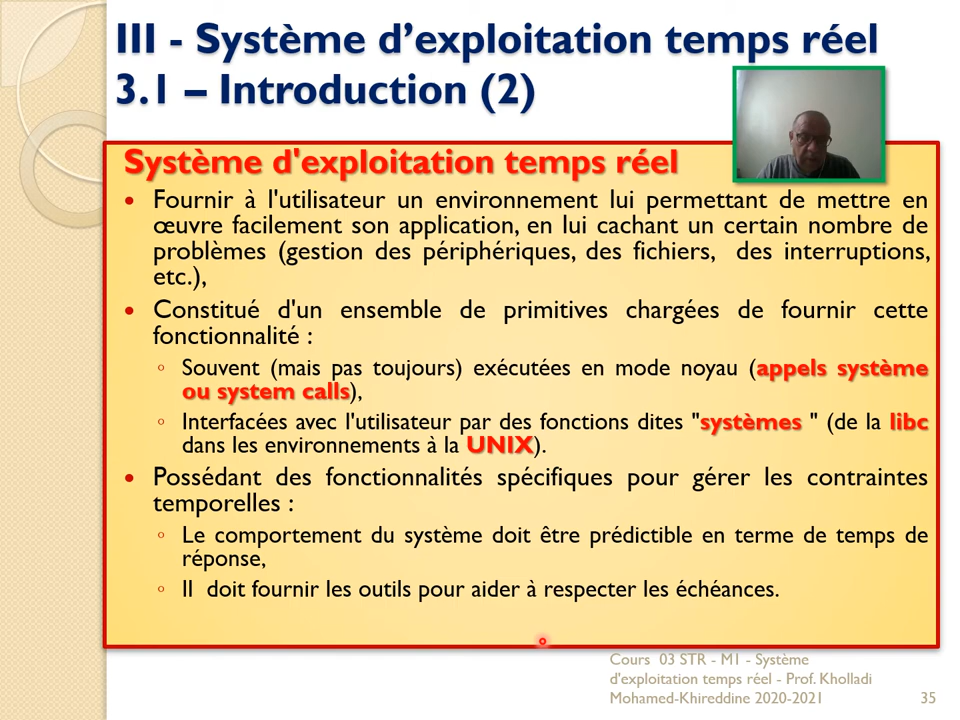 III - Système d’exploitation temps réel
3.1 – Introduction (2)
Système d'exploitation temps réel
• Fournir à l'utilisateur un environnement lui permettant de mettre en
œuvre facilement son application, en lui cachant un certain nombre de
problèmes (gestion des périphériques, des fichiers, des interruptions,
etc.),
• Constitué d'un ensemble de primitives chargées de fournir cette
fonctionnalité :
◦ Souvent (mais pas toujours) exécutées en mode noyau (appels système
ou system calls),
◦ Interfacées avec l'utilisateur par des fonctions dites "systèmes " (de la libc
dans les environnements à la UNIX).
• Possédant des fonctionnalités spécifiques pour gérer les contraintes
temporelles :
◦ Le comportement du système doit être prédictible en terme de temps de
réponse,
◦ Il doit fournir les outils pour aider à respecter les échéances.
Cours 03 STR - M1 - Système
d'exploitation temps réel - Prof. Kholladi
Mohamed-Khireddine 2020-2021
35